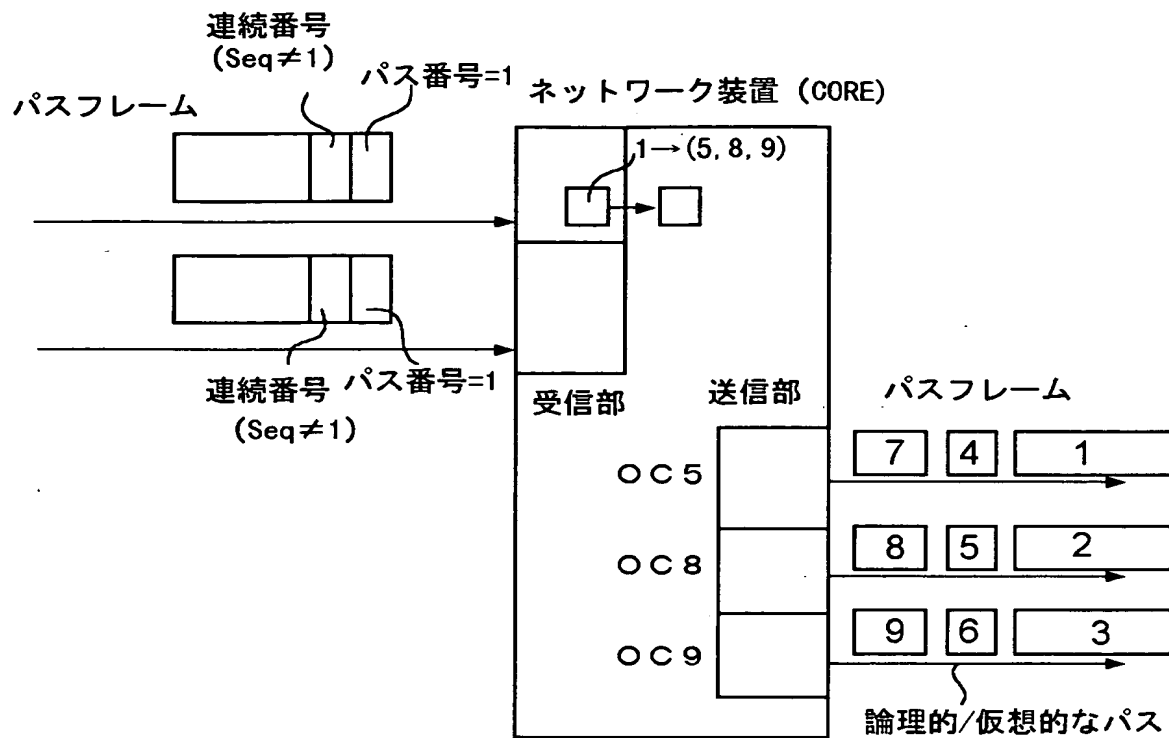 連続番号
(Seq≠1)
パス番号=1
パスフレーム
ネットワーク装置 (CORE)
1→(5, 8, 9)
連続番号
(Seq≠1)
パス番号=1
受信部
送信部
パスフレーム
OC5
7 4 1
OC8
8 5 2
OC9
9 6 3
論理的/仮想的なパス